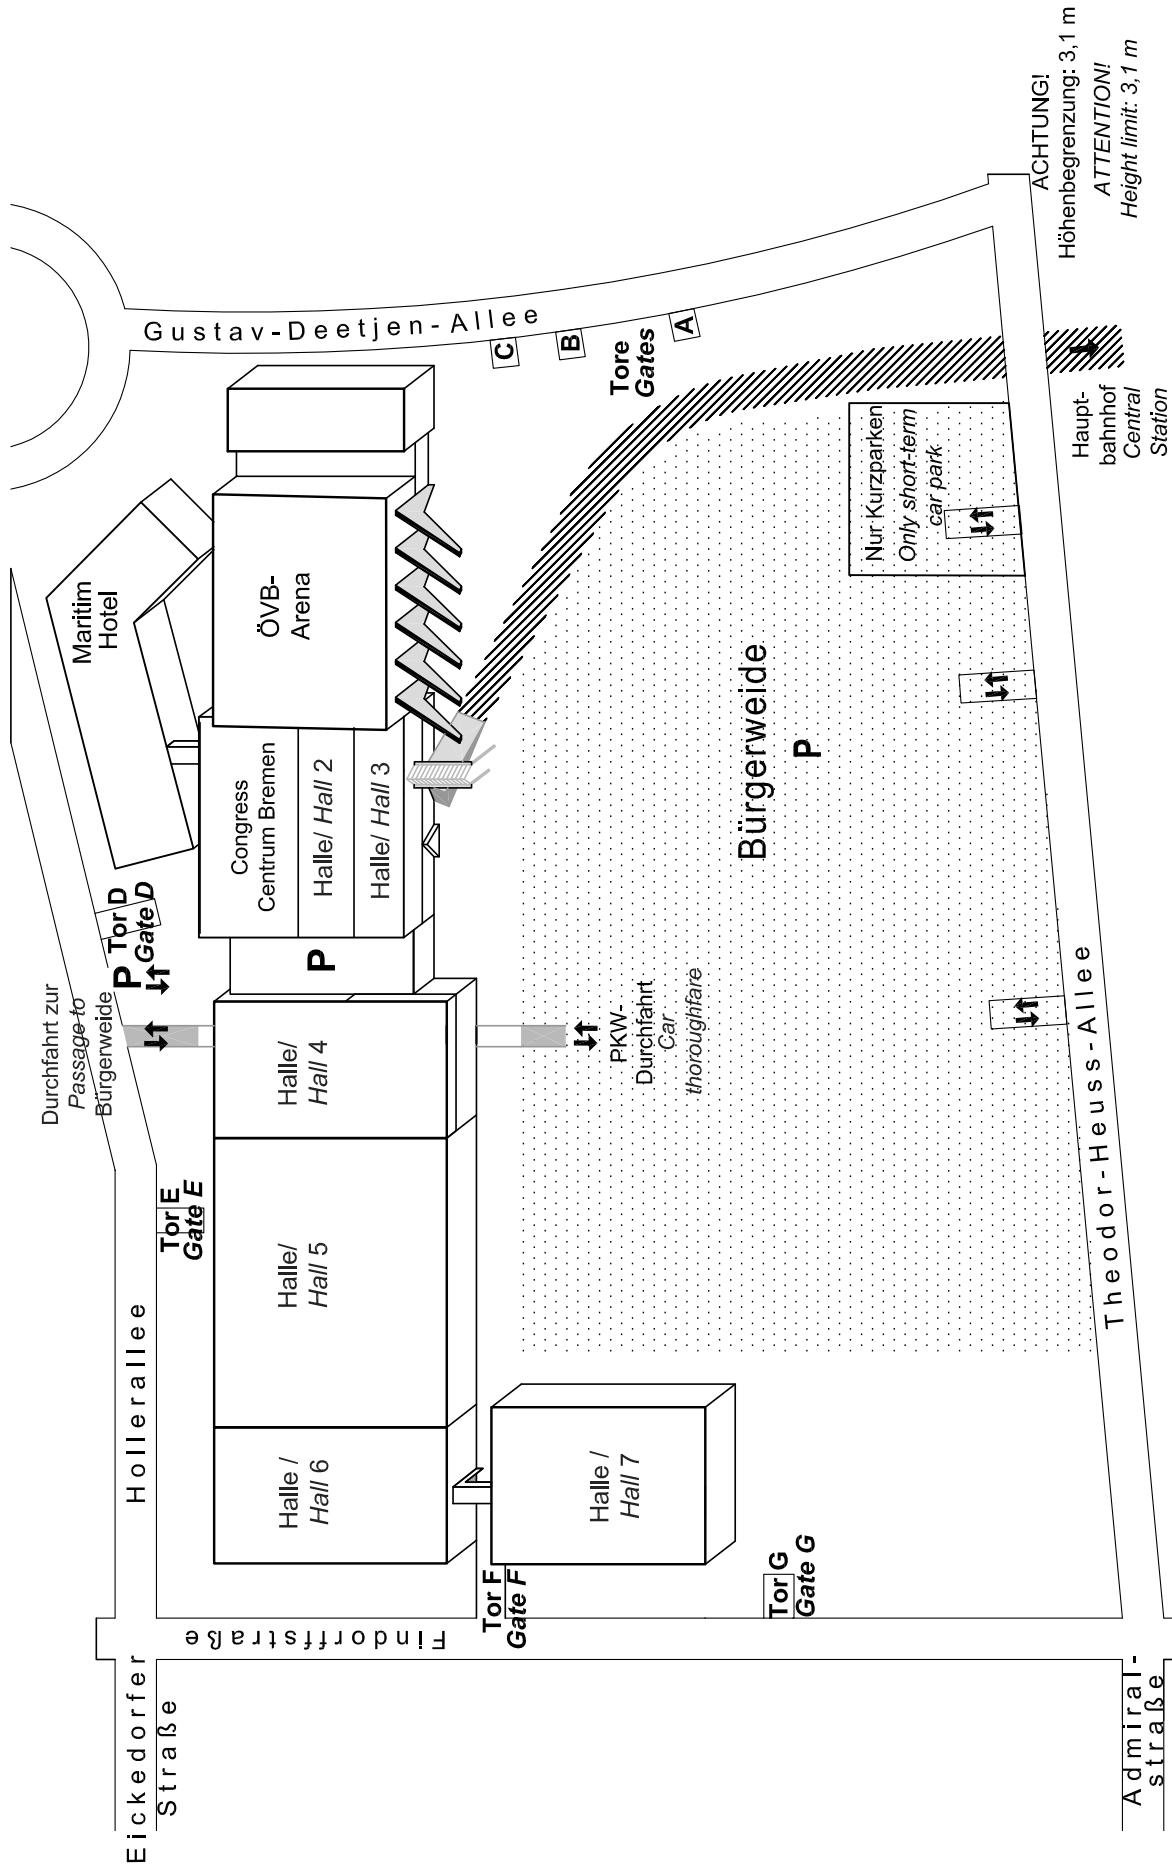 Eickedorfer
Straße
Hollerallee
Durchfahrt zur
Passage to
Bürgerweide
Tor E
Gate E
P
Tor D
Gate D
Maritim
Hotel
Gustav-Deetjen-Allee
Findorffstraße
Halle /
Hall 6
Halle/
Hall 5
Halle/
Hall 4
P
Congress
Centrum Bremen
Halle/ Hall 2
Halle/ Hall 3
ÖVB-
Arena
C
B
A
Tore
Gates
Tor F
Gate F
Halle /
Hall 7
PKW-
Durchfahrt
Car
thoroughfare
Tor G
Gate G
Bürgerweide
P
Nur Kurzparken
Only short-term
car park
Theodor-Heuss-Allee
Admiral-
straße
Haupt-
bahnhof
Central
Station
ACHTUNG!
Höhenbegrenzung: 3,1 m
ATTENTION!
Height limit: 3,1 m